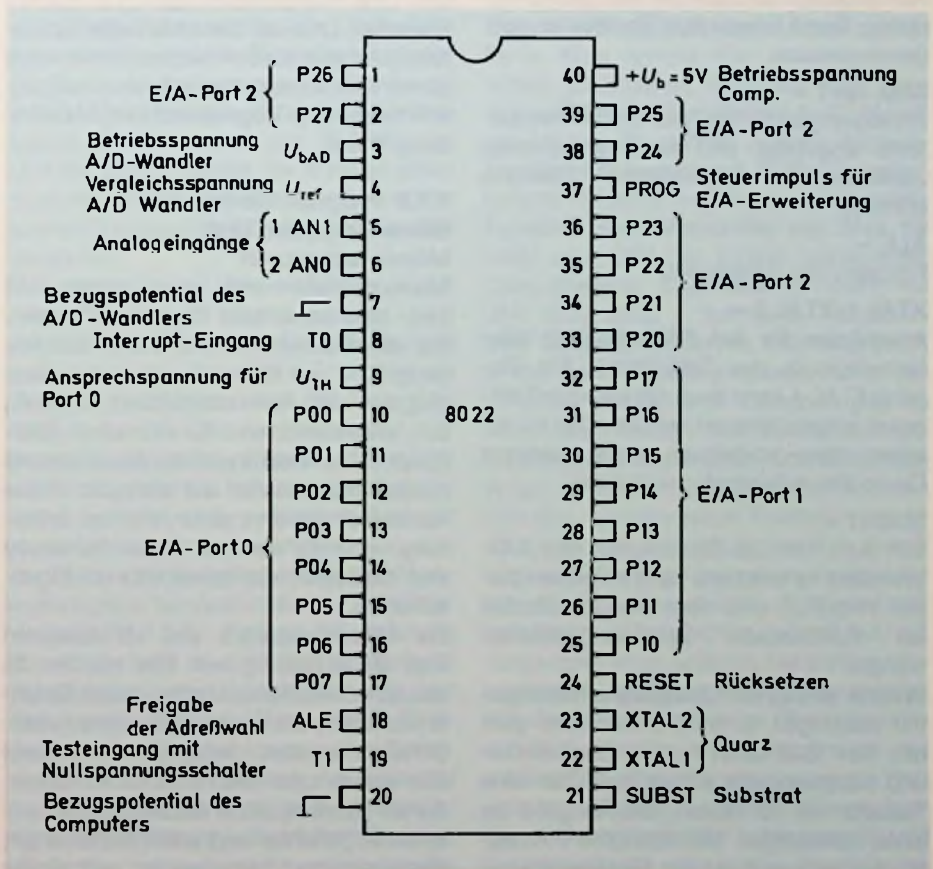 P26 1
E/A-Port 2
P27 2
Betriebsspannung
A/D-Wandler
UbAD 3
Vergleichsspannung
A/D Wandler
Uref 4
1 AN1 5
Analogeingänge
2 AN0 6
Bezugspotential des
A/D-Wandlers
7
Interrupt-Eingang T0 8
Ansprechspannung für
Port 0
UTH 9
P00 10
P01 11
P02 12
P03 13
E/A-Port 0
P04 14
P05 15
P06 16
P07 17
Freigabe
der Adreßwahl
ALE 18
Testeingang mit
Nullspannungsschalter
T1 19
Bezugspotential des
Computers
20
8022
40 +Ub = 5V Betriebsspannung
Comp.
39 P25
E/A-Port 2
38 P24
37 PROG Steuerimpuls für
E/A-Erweiterung
36 P23
35 P22
E/A-Port 2
34 P21
33 P20
32 P17
31 P16
30 P15
29 P14
E/A-Port 1
28 P13
27 P12
26 P11
25 P10
24 RESET Rücksetzen
23 XTAL2
Quarz
22 XTAL1
21 SUBST Substrat